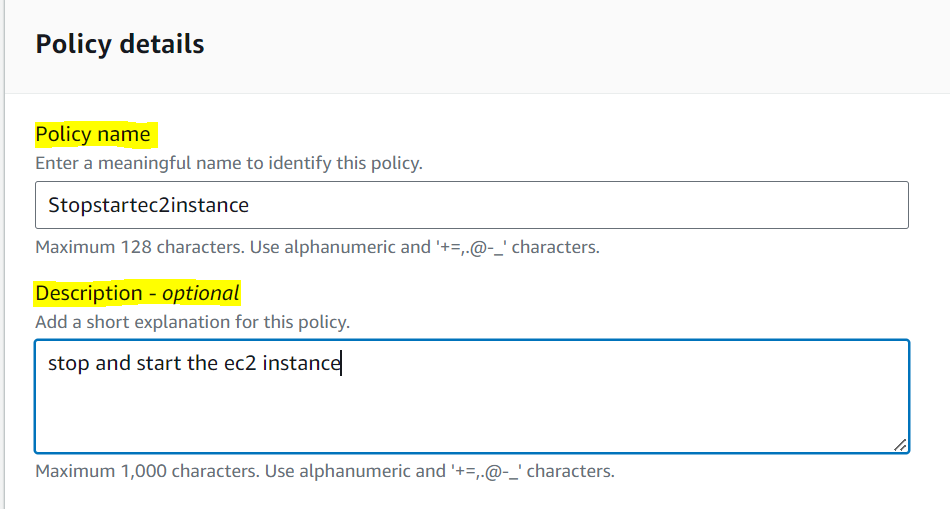 Policy details
Policy name
Enter a meaningful name to identify this policy.
Stopstartec2instance
Maximum 128 characters. Use alphanumeric and '+=,.@-_' characters.
Description - optional
Add a short explanation for this policy.
stop and start the ec2 instance
Maximum 1,000 characters. Use alphanumeric and '+=,.@-_' characters.